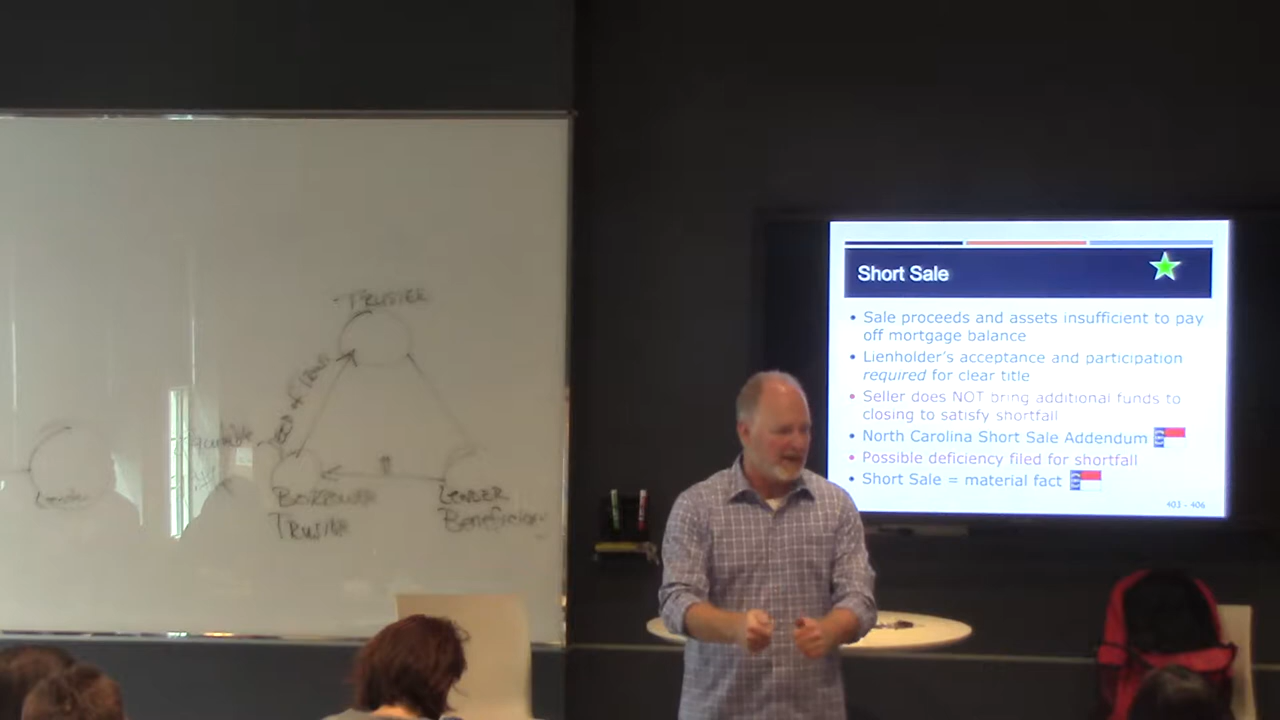 TRUSTEE
Equitable
BORROWER
LENDER
Beneficiary
Lender
Short Sale
• Sale proceeds and assets insufficient to pay
off mortgage balance
• Lienholder's acceptance and participation
required for clear title
• Seller does NOT bring additional funds to
closing to satisfy shortfall
• North Carolina Short Sale Addendum
• Possible deficiency filed for shortfall
• Short Sale = material fact
403 - 406